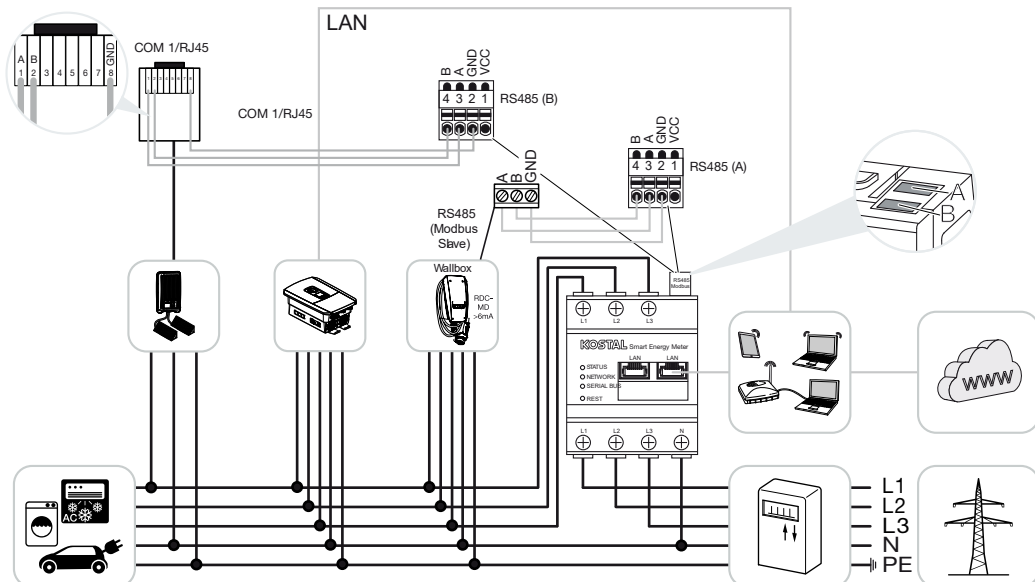 LAN
COM 1/RJ45
A B GND
1 2 3 4 5 6 7 8
COM 1/RJ45
B A GND VCC
4 3 2 1
RS485 (B)
B A GND VCC
4 3 2 1
RS485 (A)
A B GND
RS485
(Modbus
Slave)
A
B
Wallbox
RDC-
MD
>6mA
RS485
Modbus
L1 L2 L3
KOSTAL Smart Energy Meter
LAN LAN
STATUS
NETWORK
SERIAL BUS
REST
L1 L2 L3 N
WWW
AC
L1
L2
L3
N
PE